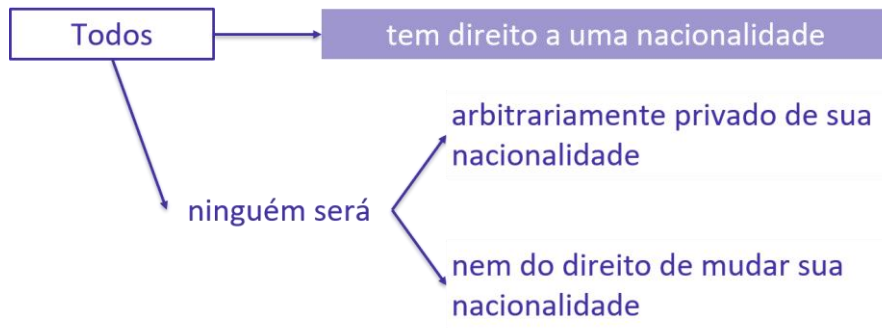 Todos
tem direito a uma nacionalidade
arbitrariamente privado de sua
nacionalidade
ninguém será
nem do direito de mudar sua
nacionalidade